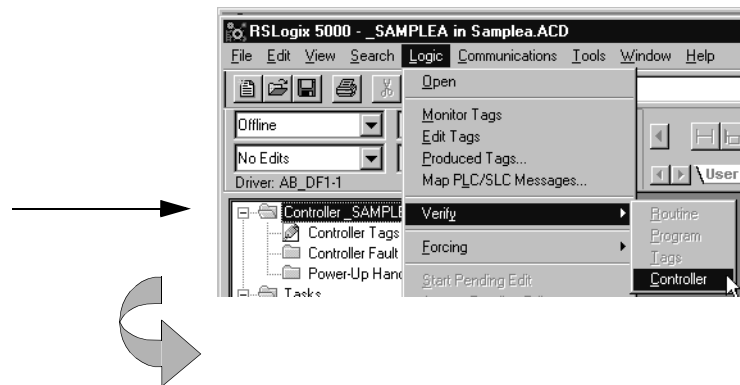 RSLogix 5000 - _SAMPLEA in Samplea.ACD
File Edit View Search Logic Communications Tools Window Help
Open
Offline
Monitor Tags
Edit Tags
No Edits
Produced Tags...
Map PLC/SLC Messages...
User
Driver: AB_DF1-1
Controller _SAMPLE
Verify
Routine
Controller Tags
Program
Controller Fault
Forcing
Tags
Power-Up Hand
Start Pending Edit
Controller
Tasks